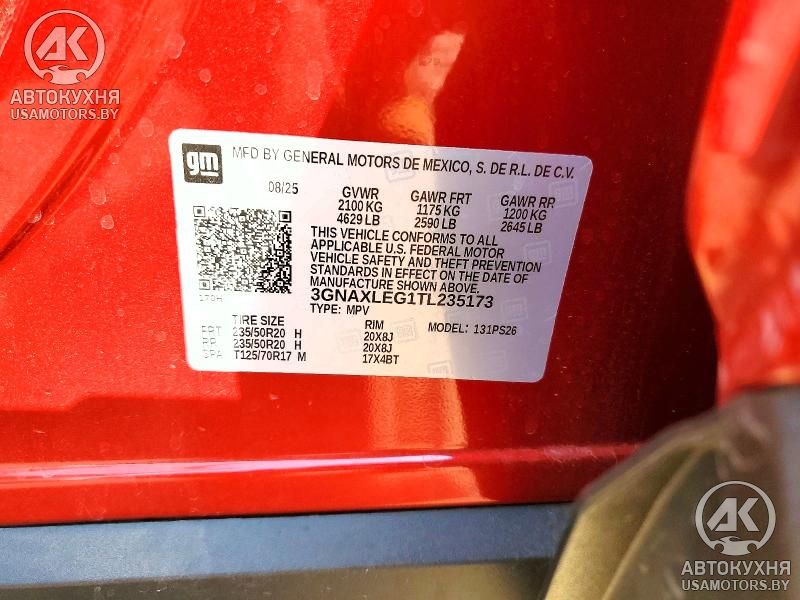 АК
АВТОКУХНЯ
USAMOTORS.BY
gm MFD BY GENERAL MOTORS DE MEXICO, S. DE R.L. DE C.V.
08/25 GVWR GAWR FRT GAWR RR
2100 KG 1175 KG 1200 KG
4629 LB 2590 LB 2645 LB
THIS VEHICLE CONFORMS TO ALL
APPLICABLE U.S. FEDERAL MOTOR
VEHICLE SAFETY AND THEFT PREVENTION
STANDARDS IN EFFECT ON THE DATE OF
MANUFACTURE SHOWN ABOVE.
3GNAXLEG1TL235173
TYPE: MPV
TIRE SIZE RIM MODEL: 131PS26
FRT 235/50R20 H 20X8J
RR 235/50R20 H 20X8J
SPA T125/70R17 M 17X4BT
АК
АВТОКУХНЯ
USAMOTORS.BY